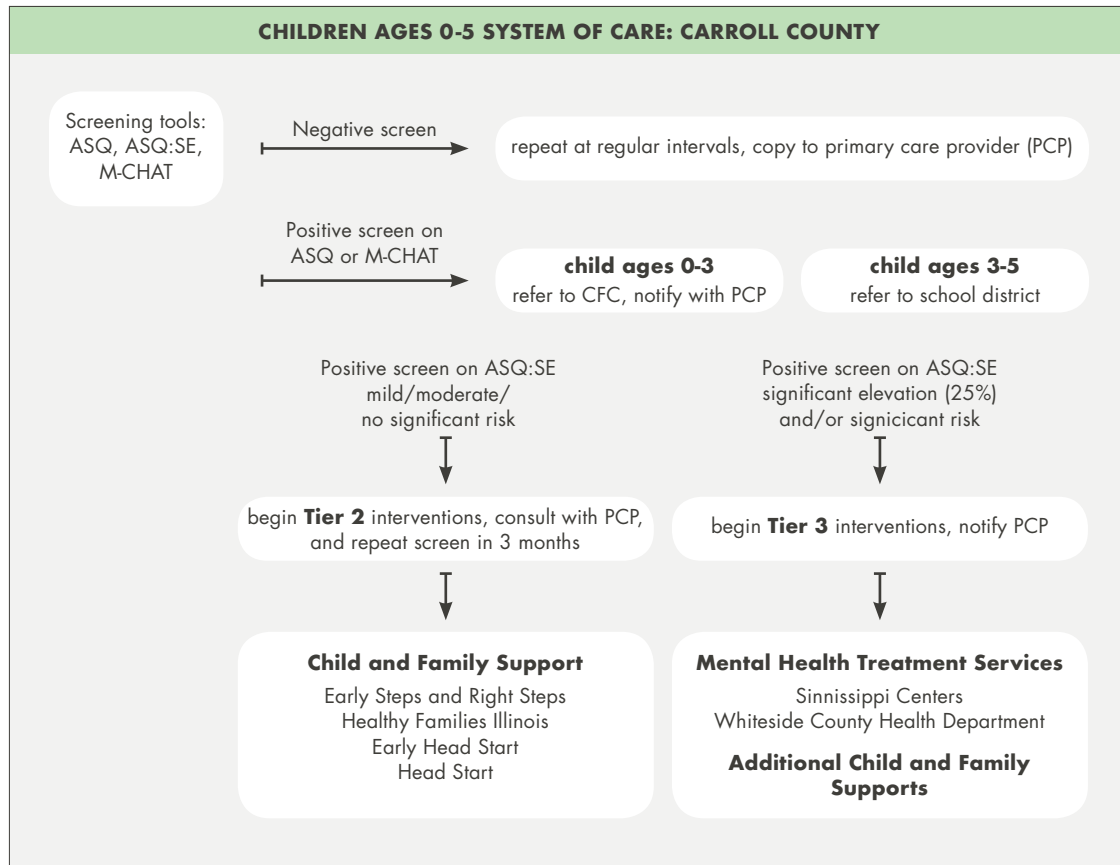 CHILDREN AGES 0-5 SYSTEM OF CARE: CARROLL COUNTY
Screening tools:
ASQ, ASQ:SE,
M-CHAT
Negative screen
repeat at regular intervals, copy to primary care provider (PCP)
Positive screen on
ASQ or M-CHAT
child ages 0-3
refer to CFC, notify with PCP
child ages 3-5
refer to school district
Positive screen on ASQ:SE
mild/moderate/
no significant risk
Positive screen on ASQ:SE
significant elevation (25%)
and/or signicicant risk
begin Tier 2 interventions, consult with PCP,
and repeat screen in 3 months
begin Tier 3 interventions, notify PCP
Child and Family Support
Early Steps and Right Steps
Healthy Families Illinois
Early Head Start
Head Start
Mental Health Treatment Services
Sinnissippi Centers
Whiteside County Health Department
Additional Child and Family
Supports